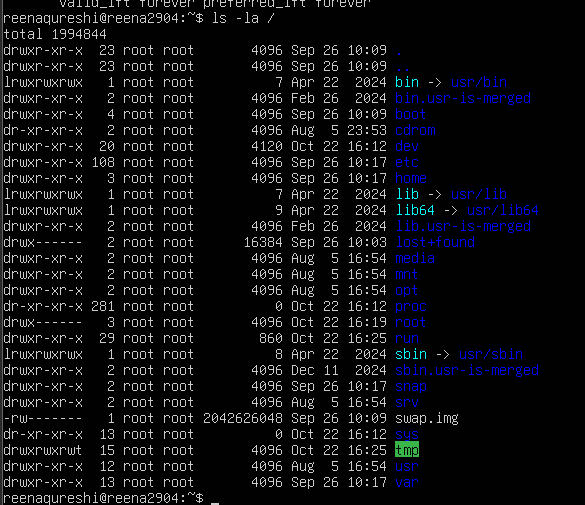 valid_lft forever preferred_lft forever
reenaqureshi@reena2904:~$ ls -la /
total 1994844
drwxr-xr-x  23 root root       4096 Sep 26 10:09 .
drwxr-xr-x  23 root root       4096 Sep 26 10:09 ..
lrwxrwxrwx   1 root root          7 Apr 22  2024 bin -> usr/bin
drwxr-xr-x   2 root root       4096 Feb 26  2024 bin.usr-is-merged
drwxr-xr-x   4 root root       4096 Sep 26 10:09 boot
dr-xr-xr-x   2 root root       4096 Aug  5 23:53 cdrom
drwxr-xr-x  20 root root       4120 Oct 22 16:12 dev
drwxr-xr-x 108 root root       4096 Sep 26 10:17 etc
drwxr-xr-x   3 root root       4096 Sep 26 10:17 home
lrwxrwxrwx   1 root root          7 Apr 22  2024 lib -> usr/lib
lrwxrwxrwx   1 root root          9 Apr 22  2024 lib64 -> usr/lib64
drwxr-xr-x   2 root root       4096 Feb 26  2024 lib.usr-is-merged
drwx------   2 root root      16384 Sep 26 10:03 lost+found
drwxr-xr-x   2 root root       4096 Aug  5 16:54 media
drwxr-xr-x   2 root root       4096 Aug  5 16:54 mnt
drwxr-xr-x   2 root root       4096 Aug  5 16:54 opt
dr-xr-xr-x 281 root root          0 Oct 22 16:12 proc
drwx------   3 root root       4096 Oct 22 16:19 root
drwxr-xr-x  29 root root        860 Oct 22 16:25 run
lrwxrwxrwx   1 root root          8 Apr 22  2024 sbin -> usr/sbin
drwxr-xr-x   2 root root       4096 Dec 11  2024 sbin.usr-is-merged
drwxr-xr-x   2 root root       4096 Sep 26 10:17 snap
drwxr-xr-x   2 root root       4096 Aug  5 16:54 srv
-rw-------   1 root root 2042626048 Sep 26 10:09 swap.img
dr-xr-xr-x  13 root root          0 Oct 22 16:12 sys
drwxrwxrwt  15 root root       4096 Oct 22 16:25 tmp
drwxr-xr-x  12 root root       4096 Aug  5 16:54 usr
drwxr-xr-x  13 root root       4096 Sep 26 10:17 var
reenaqureshi@reena2904:~$ _